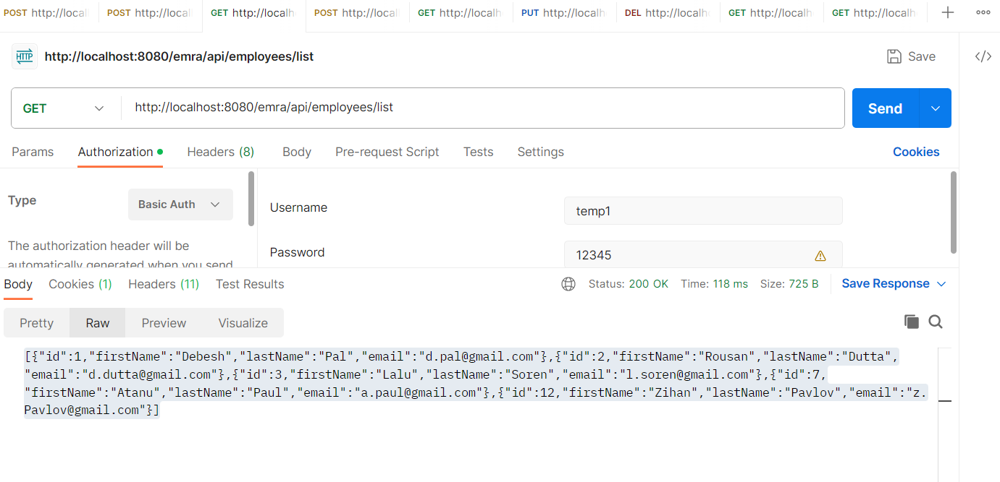 POST http://local POST http://local GET http://localh POST http://local GET http://localh PUT http://localh DEL http://localh GET http://localh GET http://localh
HTTP http://localhost:8080/emra/api/employees/list Save </>
GET http://localhost:8080/emra/api/employees/list Send
Params Authorization Headers (8) Body Pre-request Script Tests Settings Cookies
Type Basic Auth
Username temp1
The authorization header will be
automatically generated when you send
Password 12345
Body Cookies (1) Headers (11) Test Results Status: 200 OK Time: 118 ms Size: 725 B Save Response
Pretty Raw Preview Visualize
[{"id":1,"firstName":"Debesh","lastName":"Pal","email":"d.pal@gmail.com"},{"id":2,"firstName":"Rousan","lastName":"Dutta",
"email":"d.dutta@gmail.com"},{"id":3,"firstName":"Lalu","lastName":"Soren","email":"l.soren@gmail.com"},{"id":7,
"firstName":"Atanu","lastName":"Paul","email":"a.paul@gmail.com"},{"id":12,"firstName":"Zihan","lastName":"Pavlov","email":"z.
Pavlov@gmail.com"}]